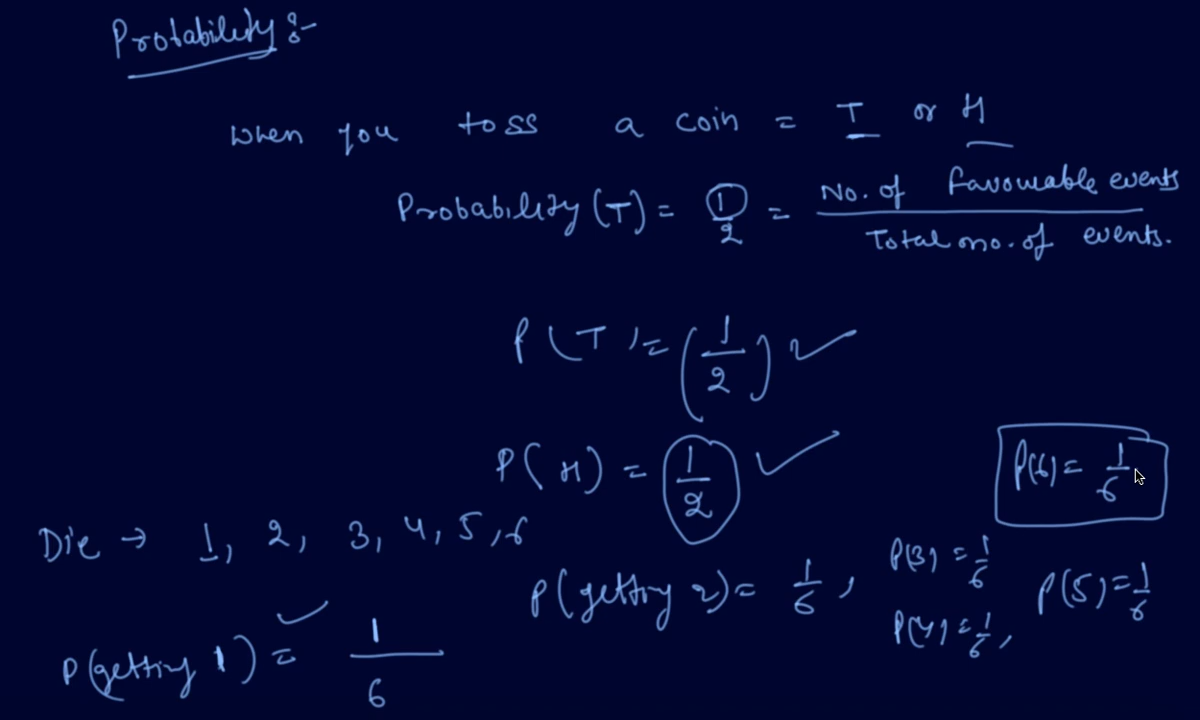 Probability :-
When you toss a coin = T or H
Probability (T) = 1/2 = No. of favourable events / Total no. of events.
P(T) = (1/2) ✓
P(H) = 1/2 ✓
P(6) = 1/6
Die → 1, 2, 3, 4, 5, 6
P(getting 2) = 1/6,
P(3) = 1/6
P(4) = 1/6,
P(5) = 1/6
P(getting 1) = 1/6 ✓